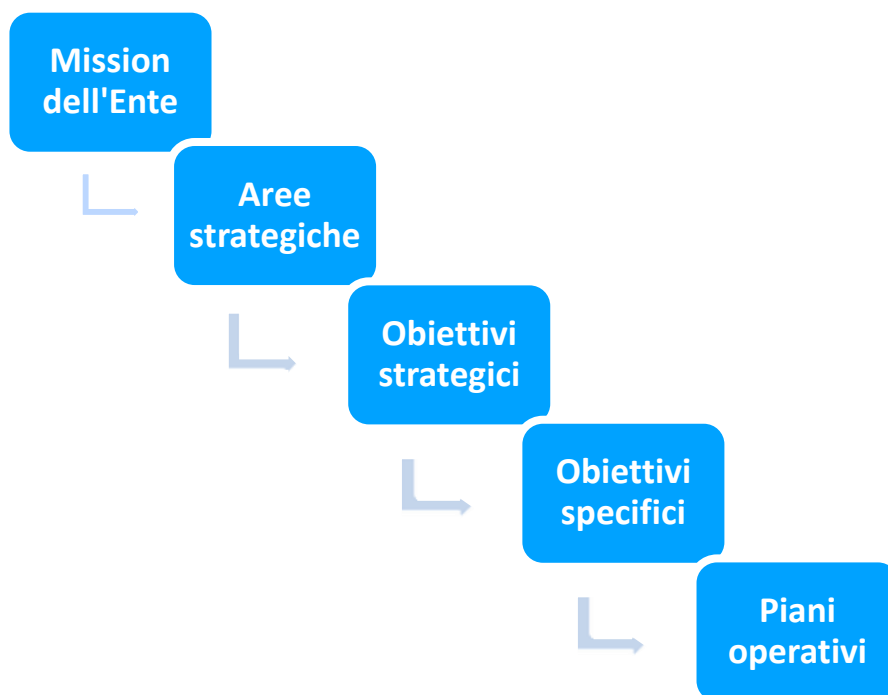 Mission
dell'Ente
Aree
strategiche
Obiettivi
strategici
Obiettivi
specifici
Piani
operativi